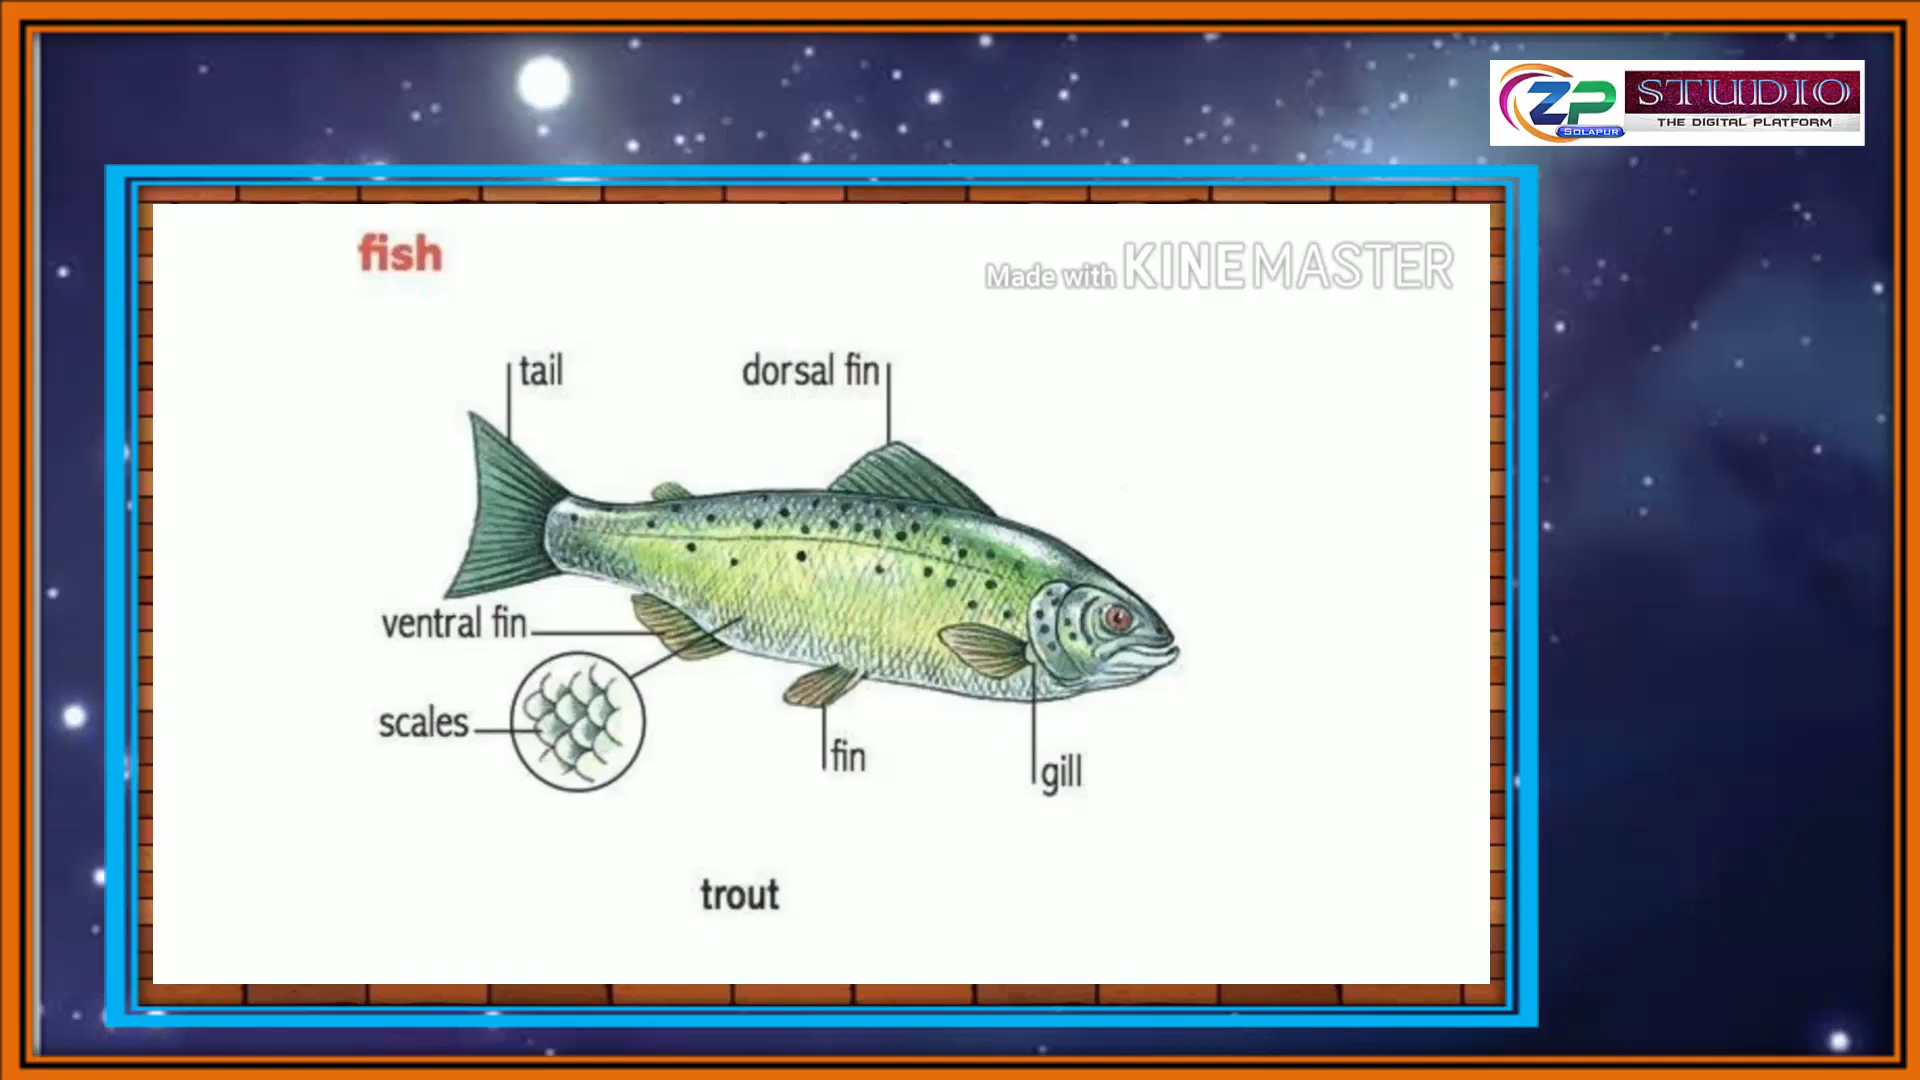 ZP STUDIO
SOLAPUR THE DIGITAL PLATFORM
fish
Made with KINEMASTER
tail
dorsal fin
ventral fin
scales
fin
gill
trout